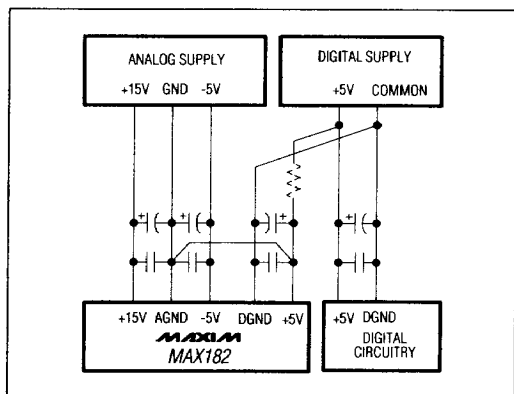 ANALOG SUPPLY
+15V GND -5V
DIGITAL SUPPLY
+5V COMMON
+ + + +
+15V AGND -5V DGND +5V
MAXIM
MAX182
+5V DGND
DIGITAL
CIRCUITRY